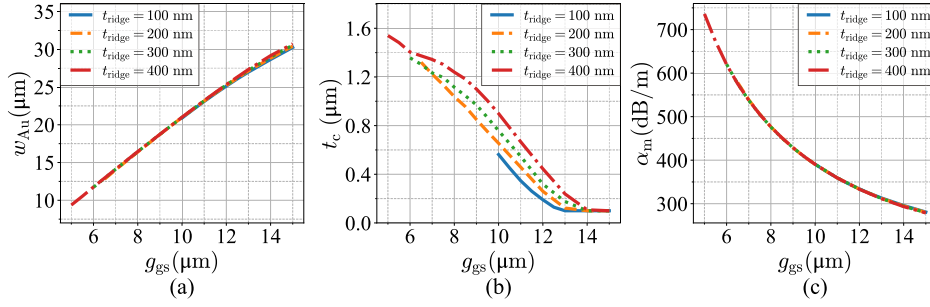 t_ridge = 100 nm
t_ridge = 200 nm
t_ridge = 300 nm
t_ridge = 400 nm
w_Au(μm)
35
30
25
20
15
10
6 8 10 12 14
g_gs(μm)
(a)
t_ridge = 100 nm
t_ridge = 200 nm
t_ridge = 300 nm
t_ridge = 400 nm
t_c (μm)
1.8
1.4
1.0
0.6
0.0
6 8 10 12 14
g_gs(μm)
(b)
t_ridge = 100 nm
t_ridge = 200 nm
t_ridge = 300 nm
t_ridge = 400 nm
α_m(dB/m)
700
600
500
400
300
6 8 10 12 14
g_gs(μm)
(c)